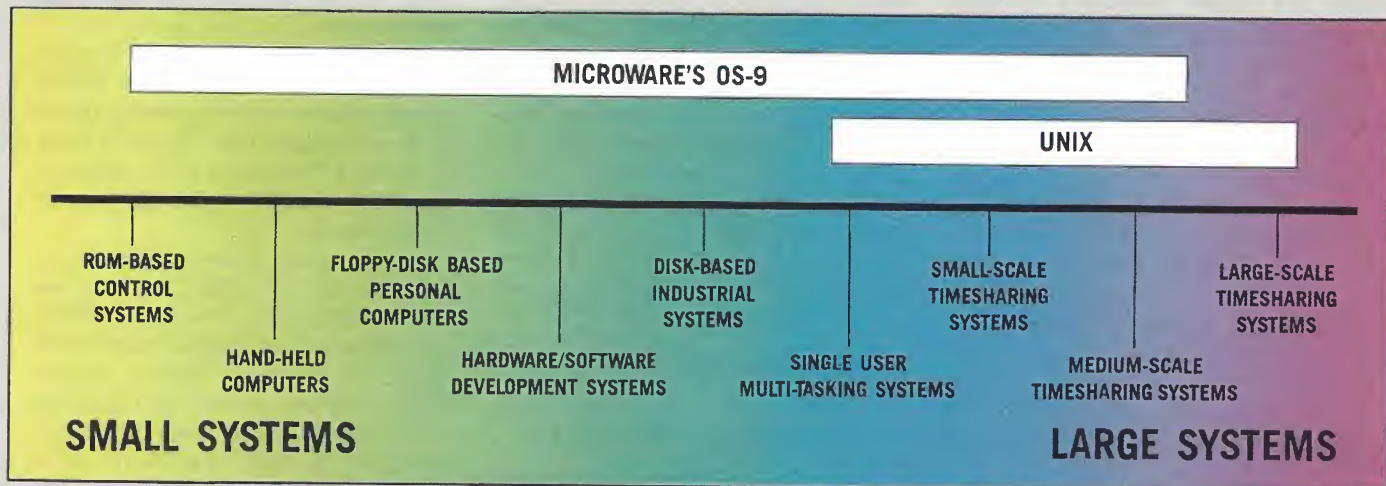 MICROWARE'S OS-9
UNIX
ROM-BASED
CONTROL
SYSTEMS
HAND-HELD
COMPUTERS
FLOPPY-DISK BASED
PERSONAL
COMPUTERS
HARDWARE/SOFTWARE
DEVELOPMENT SYSTEMS
DISK-BASED
INDUSTRIAL
SYSTEMS
SINGLE USER
MULTI-TASKING SYSTEMS
SMALL-SCALE
TIMESHARING
SYSTEMS
MEDIUM-SCALE
TIMESHARING SYSTEMS
LARGE-SCALE
TIMESHARING
SYSTEMS
SMALL SYSTEMS
LARGE SYSTEMS